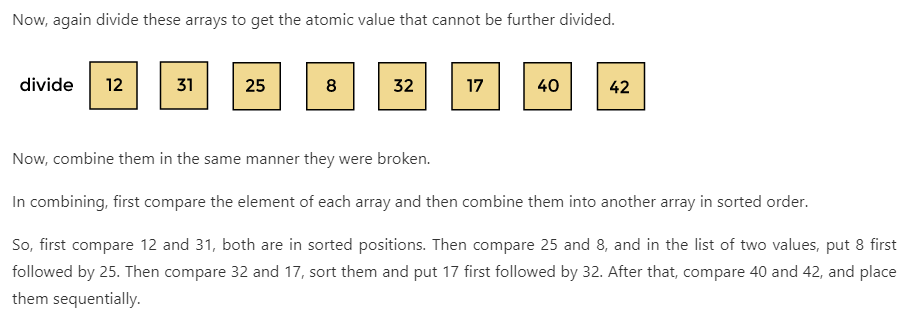 Now, again divide these arrays to get the atomic value that cannot be further divided.
divide 12 31 25 8 32 17 40 42
Now, combine them in the same manner they were broken.
In combining, first compare the element of each array and then combine them into another array in sorted order.
So, first compare 12 and 31, both are in sorted positions. Then compare 25 and 8, and in the list of two values, put 8 first
followed by 25. Then compare 32 and 17, sort them and put 17 first followed by 32. After that, compare 40 and 42, and place
them sequentially.